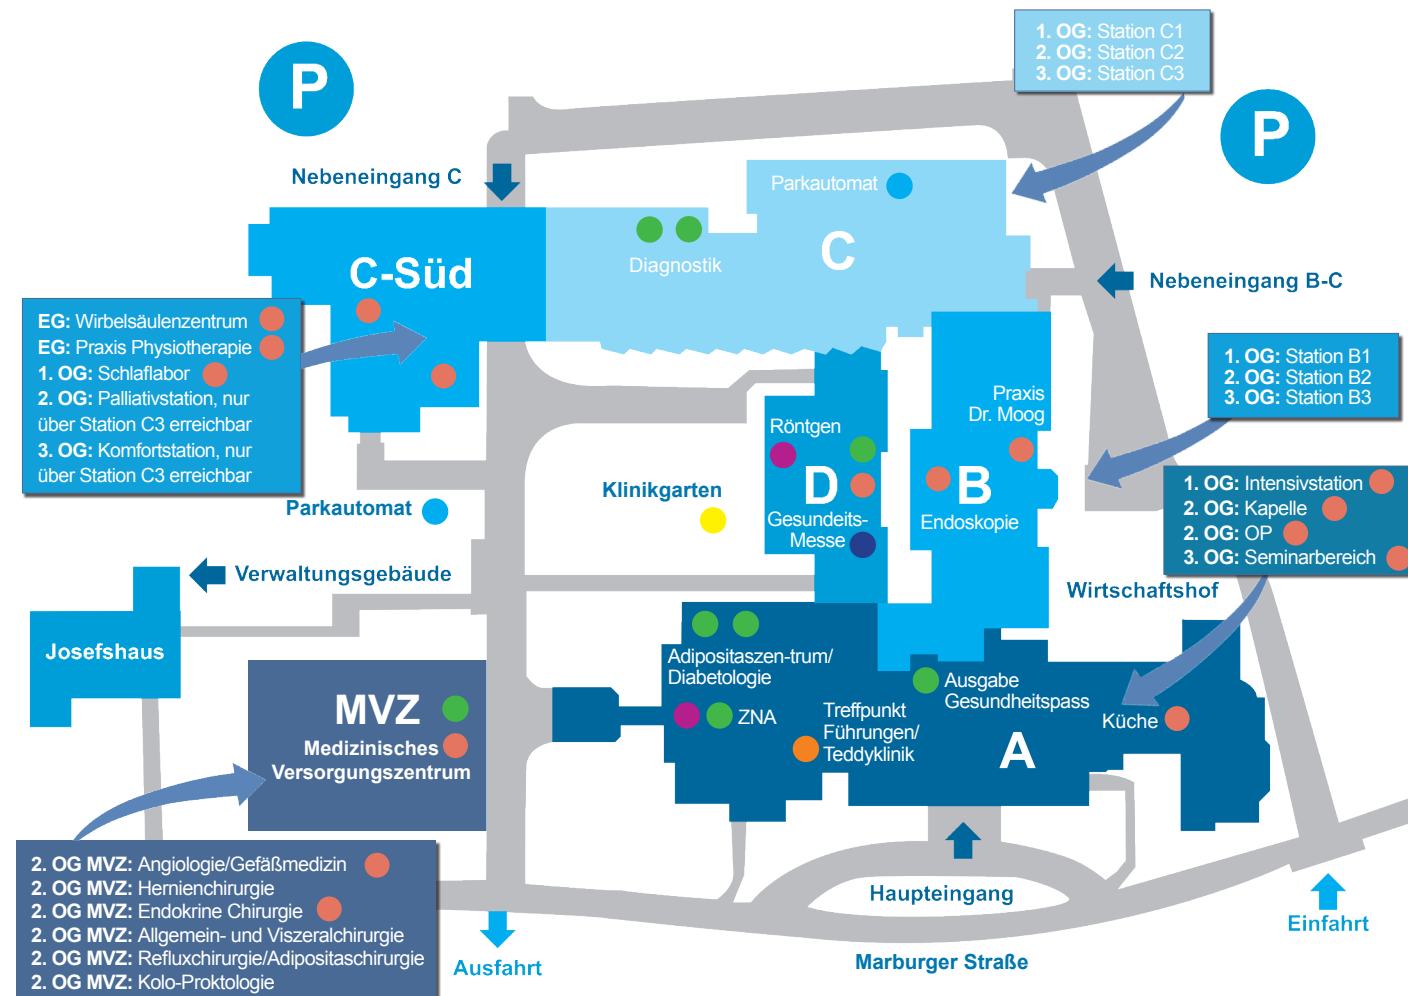 P
1. OG: Station C1
2. OG: Station C2
3. OG: Station C3
P
Nebeneingang C
Parkautomat
C
Diagnostik
C-Süd
Nebeneingang B-C
EG: Wirbelsäulenzentrum
EG: Praxis Physiotherapie
1. OG: Schlaflabor
2. OG: Palliativstation, nur
über Station C3 erreichbar
3. OG: Komfortstation, nur
über Station C3 erreichbar
1. OG: Station B1
2. OG: Station B2
3. OG: Station B3
Praxis
Dr. Moog
Röntgen
D
B
Gesundeits-
Messe
Endoskopie
Klinikgarten
Parkautomat
1. OG: Intensivstation
2. OG: Kapelle
2. OG: OP
3. OG: Seminarbereich
Verwaltungsgebäude
Wirtschaftshof
Josefshaus
Adipositaszen-trum/
Diabetologie
Ausgabe
Gesundheitspass
MVZ
Medizinisches
Versorgungszentrum
ZNA
Treffpunkt
Führungen/
Teddyklinik
A
Küche
2. OG MVZ: Angiologie/Gefäßmedizin
2. OG MVZ: Hernienchirurgie
2. OG MVZ: Endokrine Chirurgie
2. OG MVZ: Allgemein- und Viszeralchirurgie
2. OG MVZ: Refluxchirurgie/Adipositaschirurgie
2. OG MVZ: Kolo-Proktologie
Haupteingang
Einfahrt
Ausfahrt
Marburger Straße